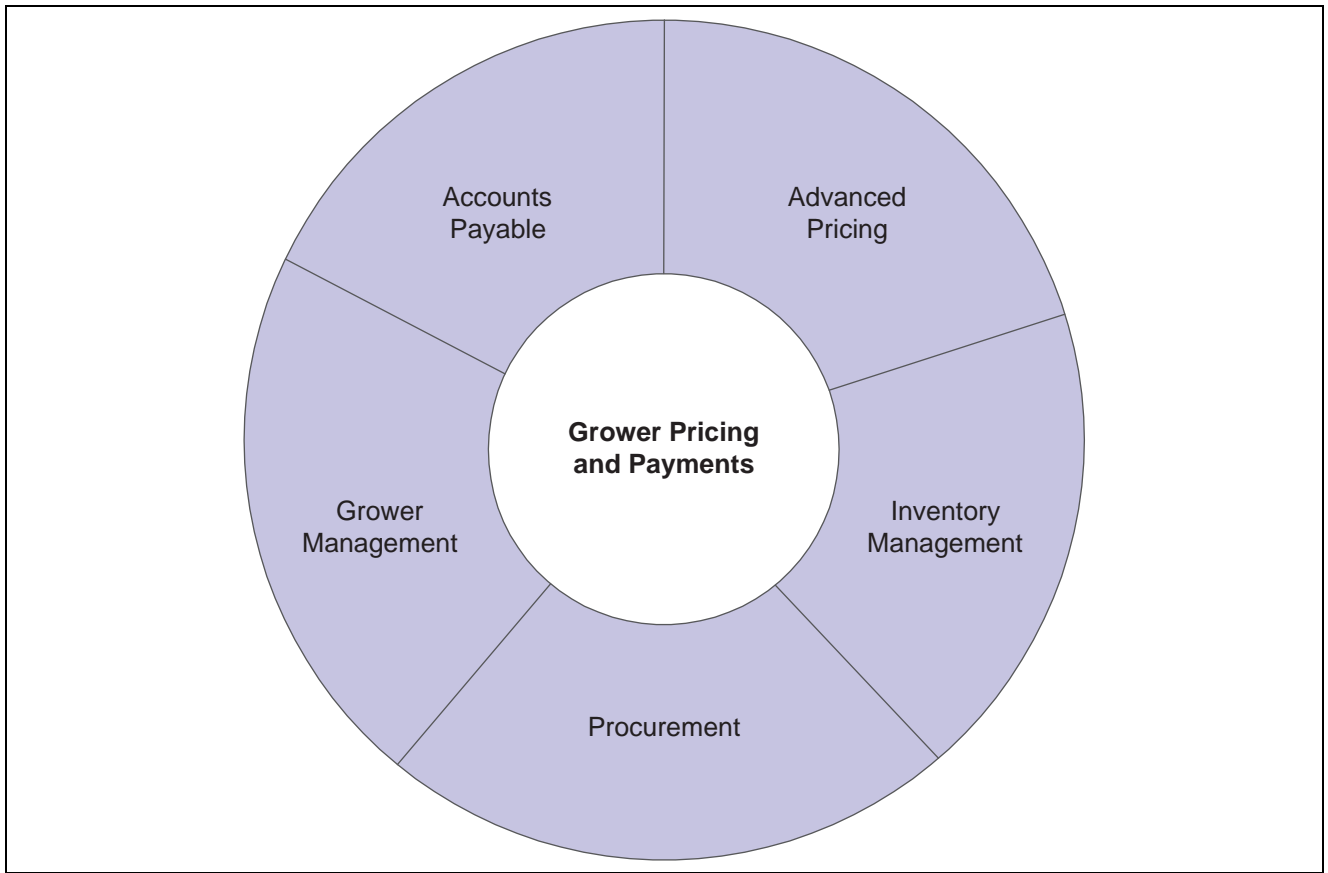 Accounts
Payable
Advanced
Pricing
Grower Pricing
and Payments
Grower
Management
Inventory
Management
Procurement